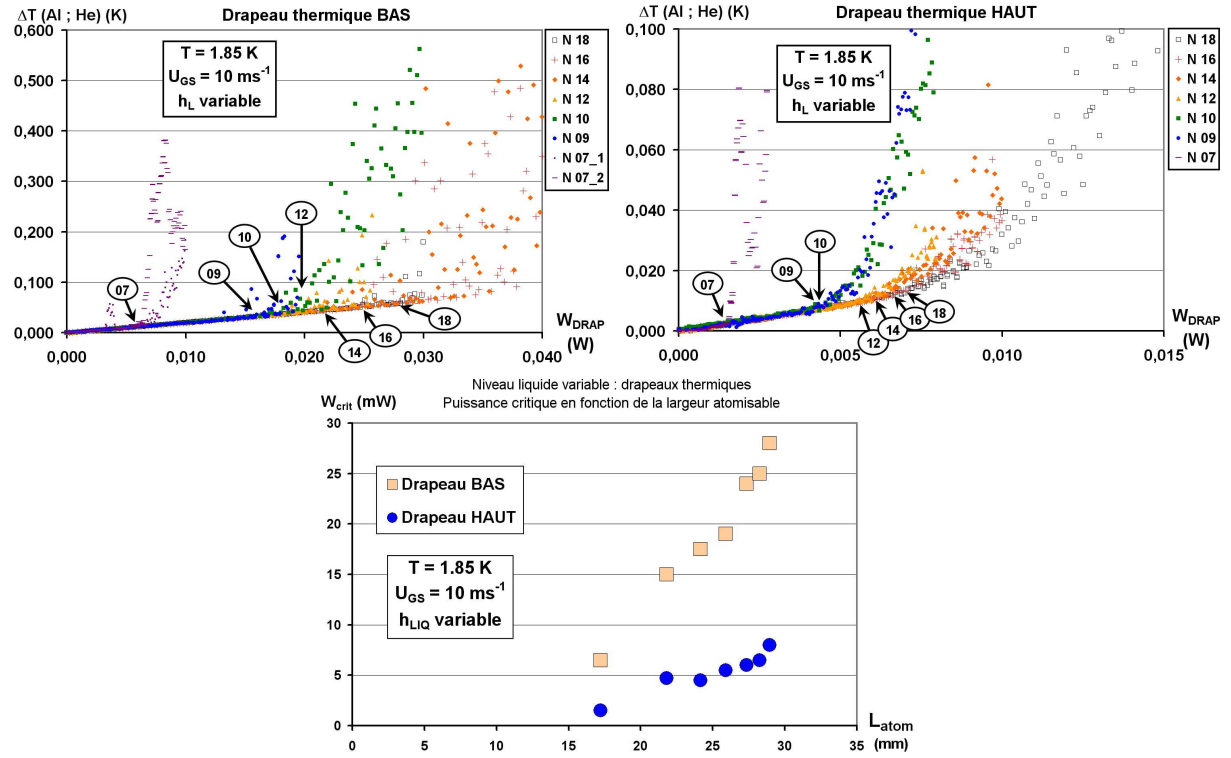 ΔT (Al ; He) (K)
Drapeau thermique BAS
0,600
0,500
0,400
0,300
0,200
0,100
0,000
T = 1.85 K
U_GS = 10 ms⁻¹
h_L variable
N 18
N 16
N 14
N 12
N 10
N 09
N 07_1
N 07_2
07
09
10
12
14
16
18
0,000
0,010
0,020
0,030
0,040
W_DRAP
(W)
ΔT (Al ; He) (K)
Drapeau thermique HAUT
0,100
0,080
0,060
0,040
0,020
0,000
T = 1.85 K
U_GS = 10 ms⁻¹
h_L variable
N 18
N 16
N 14
N 12
N 10
N 09
N 07
07
09
10
12
14
16
18
0,000
0,005
0,010
0,015
W_DRAP
(W)
Niveau liquide variable : drapeaux thermiques
Puissance critique en fonction de la largeur atomisable
W_crit (mW)
30
25
20
15
10
5
0
Drapeau BAS
Drapeau HAUT
T = 1.85 K
U_GS = 10 ms⁻¹
h_LIQ variable
0
5
10
15
20
25
30
35
L_atom
(mm)